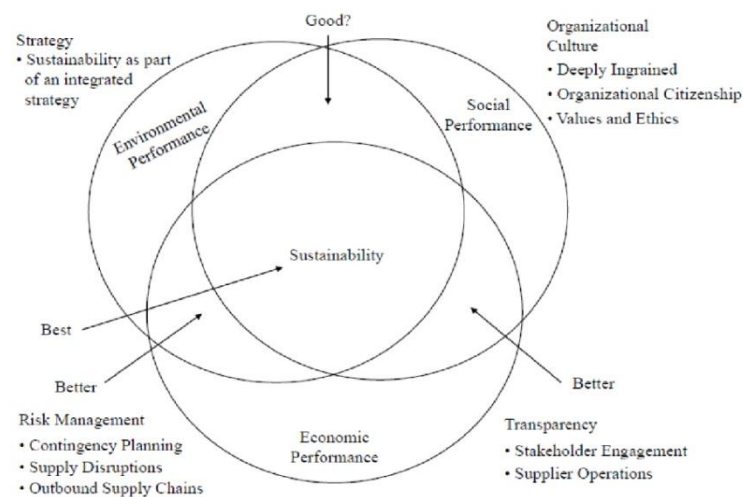 Good?
Strategy
• Sustainability as part
of an integrated
strategy
Organizational
Culture
• Deeply Ingrained
• Organizational Citizenship
• Values and Ethics
Environmental
Performance
Social
Performance
Sustainability
Best
Better
Better
Risk Management
• Contingency Planning
• Supply Disruptions
• Outbound Supply Chains
Economic
Performance
Transparency
• Stakeholder Engagement
• Supplier Operations